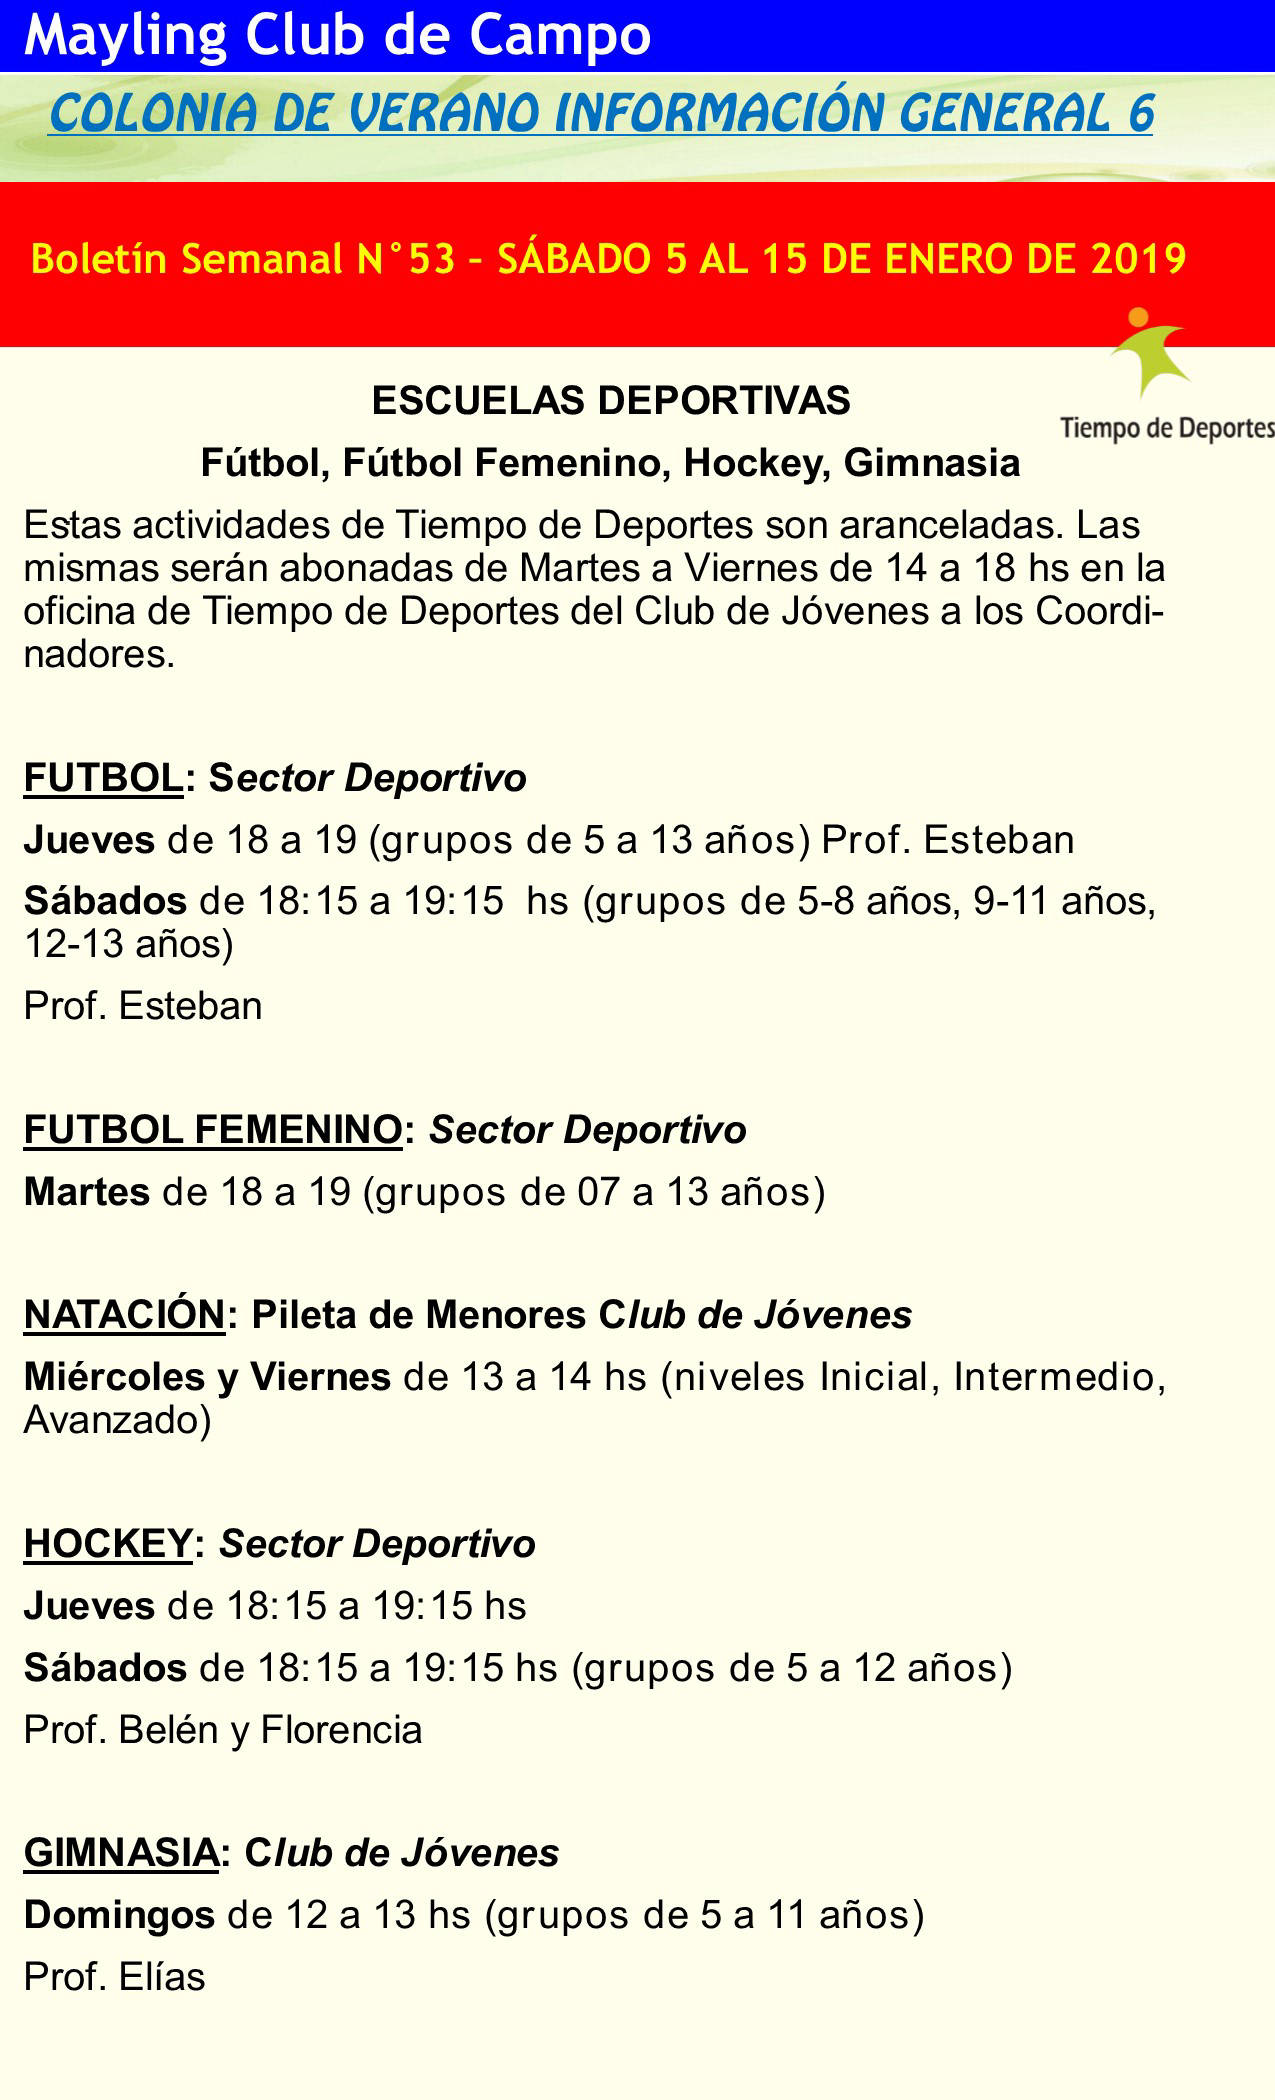 Mayling Club de Campo
COLONIA DE VERANO INFORMACIÓN GENERAL 6
Boletín Semanal N°53 – SÁBADO 5 AL 15 DE ENERO DE 2019
Tiempo de Deportes
ESCUELAS DEPORTIVAS
Fútbol, Fútbol Femenino, Hockey, Gimnasia
Estas actividades de Tiempo de Deportes son aranceladas. Las
mismas serán abonadas de Martes a Viernes de 14 a 18 hs en la
oficina de Tiempo de Deportes del Club de Jóvenes a los Coordi-
nadores.
FUTBOL: Sector Deportivo
Jueves de 18 a 19 (grupos de 5 a 13 años) Prof. Esteban
Sábados de 18:15 a 19:15 hs (grupos de 5-8 años, 9-11 años,
12-13 años)
Prof. Esteban
FUTBOL FEMENINO: Sector Deportivo
Martes de 18 a 19 (grupos de 07 a 13 años)
NATACIÓN: Pileta de Menores Club de Jóvenes
Miércoles y Viernes de 13 a 14 hs (niveles Inicial, Intermedio,
Avanzado)
HOCKEY: Sector Deportivo
Jueves de 18:15 a 19:15 hs
Sábados de 18:15 a 19:15 hs (grupos de 5 a 12 años)
Prof. Belén y Florencia
GIMNASIA: Club de Jóvenes
Domingos de 12 a 13 hs (grupos de 5 a 11 años)
Prof. Elías